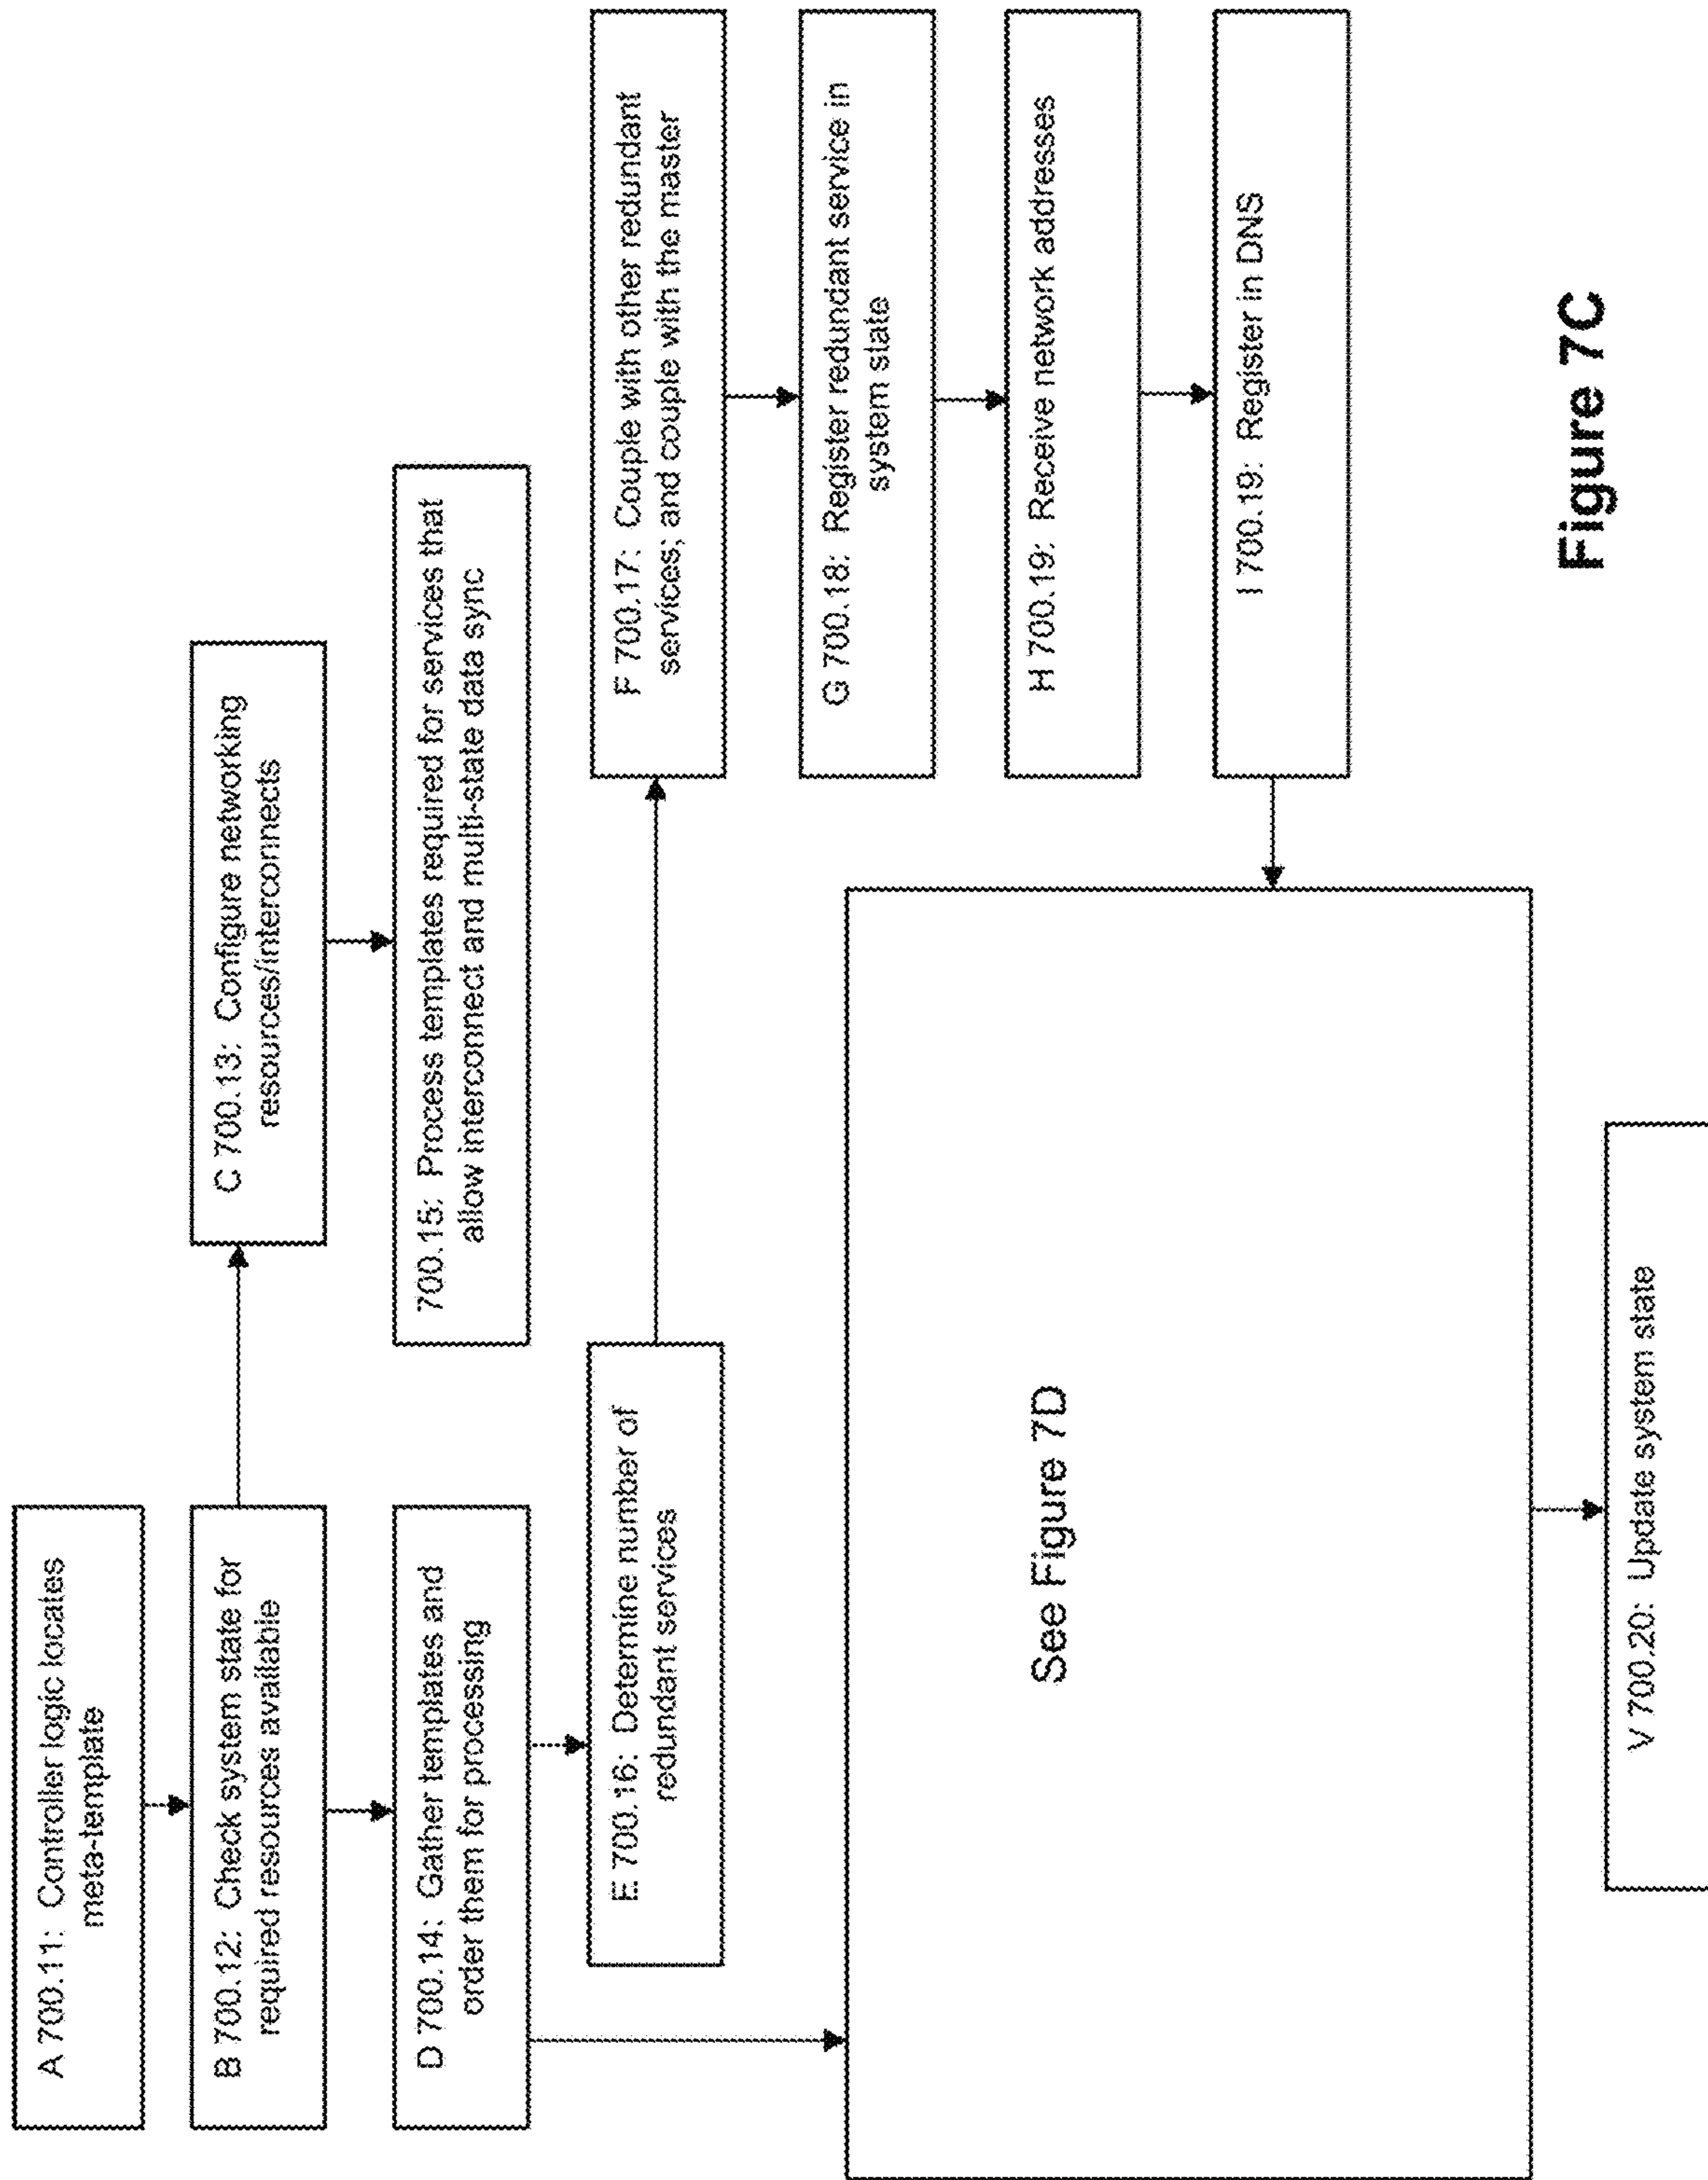 A 700.11: Controller logic locates
meta-template
B 700.12: Check system state for
required resources available
C 700.13: Configure networking
resources/interconnects
D 700.14: Gather templates and
order them for processing
700.15: Process templates required for services that
allow interconnect and multi-state data sync
E 700.16: Determine number of
redundant services
F 700.17: Couple with other redundant
services; and couple with the master
G 700.18: Register redundant service in
system state
H 700.19: Receive network addresses
I 700.19: Register in DNS
See Figure 7D
V 700.20: Update system state
Figure 7C